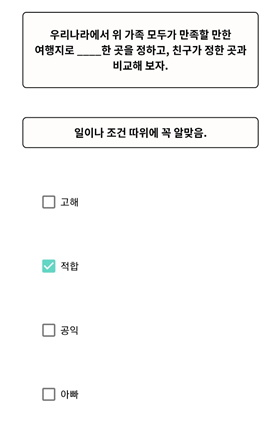 우리나라에서 위 가족 모두가 만족할 만한
여행지로 ____한 곳을 정하고, 친구가 정한 곳과
비교해 보자.
일이나 조건 따위에 꼭 알맞음.
고해
적합
공익
아빠